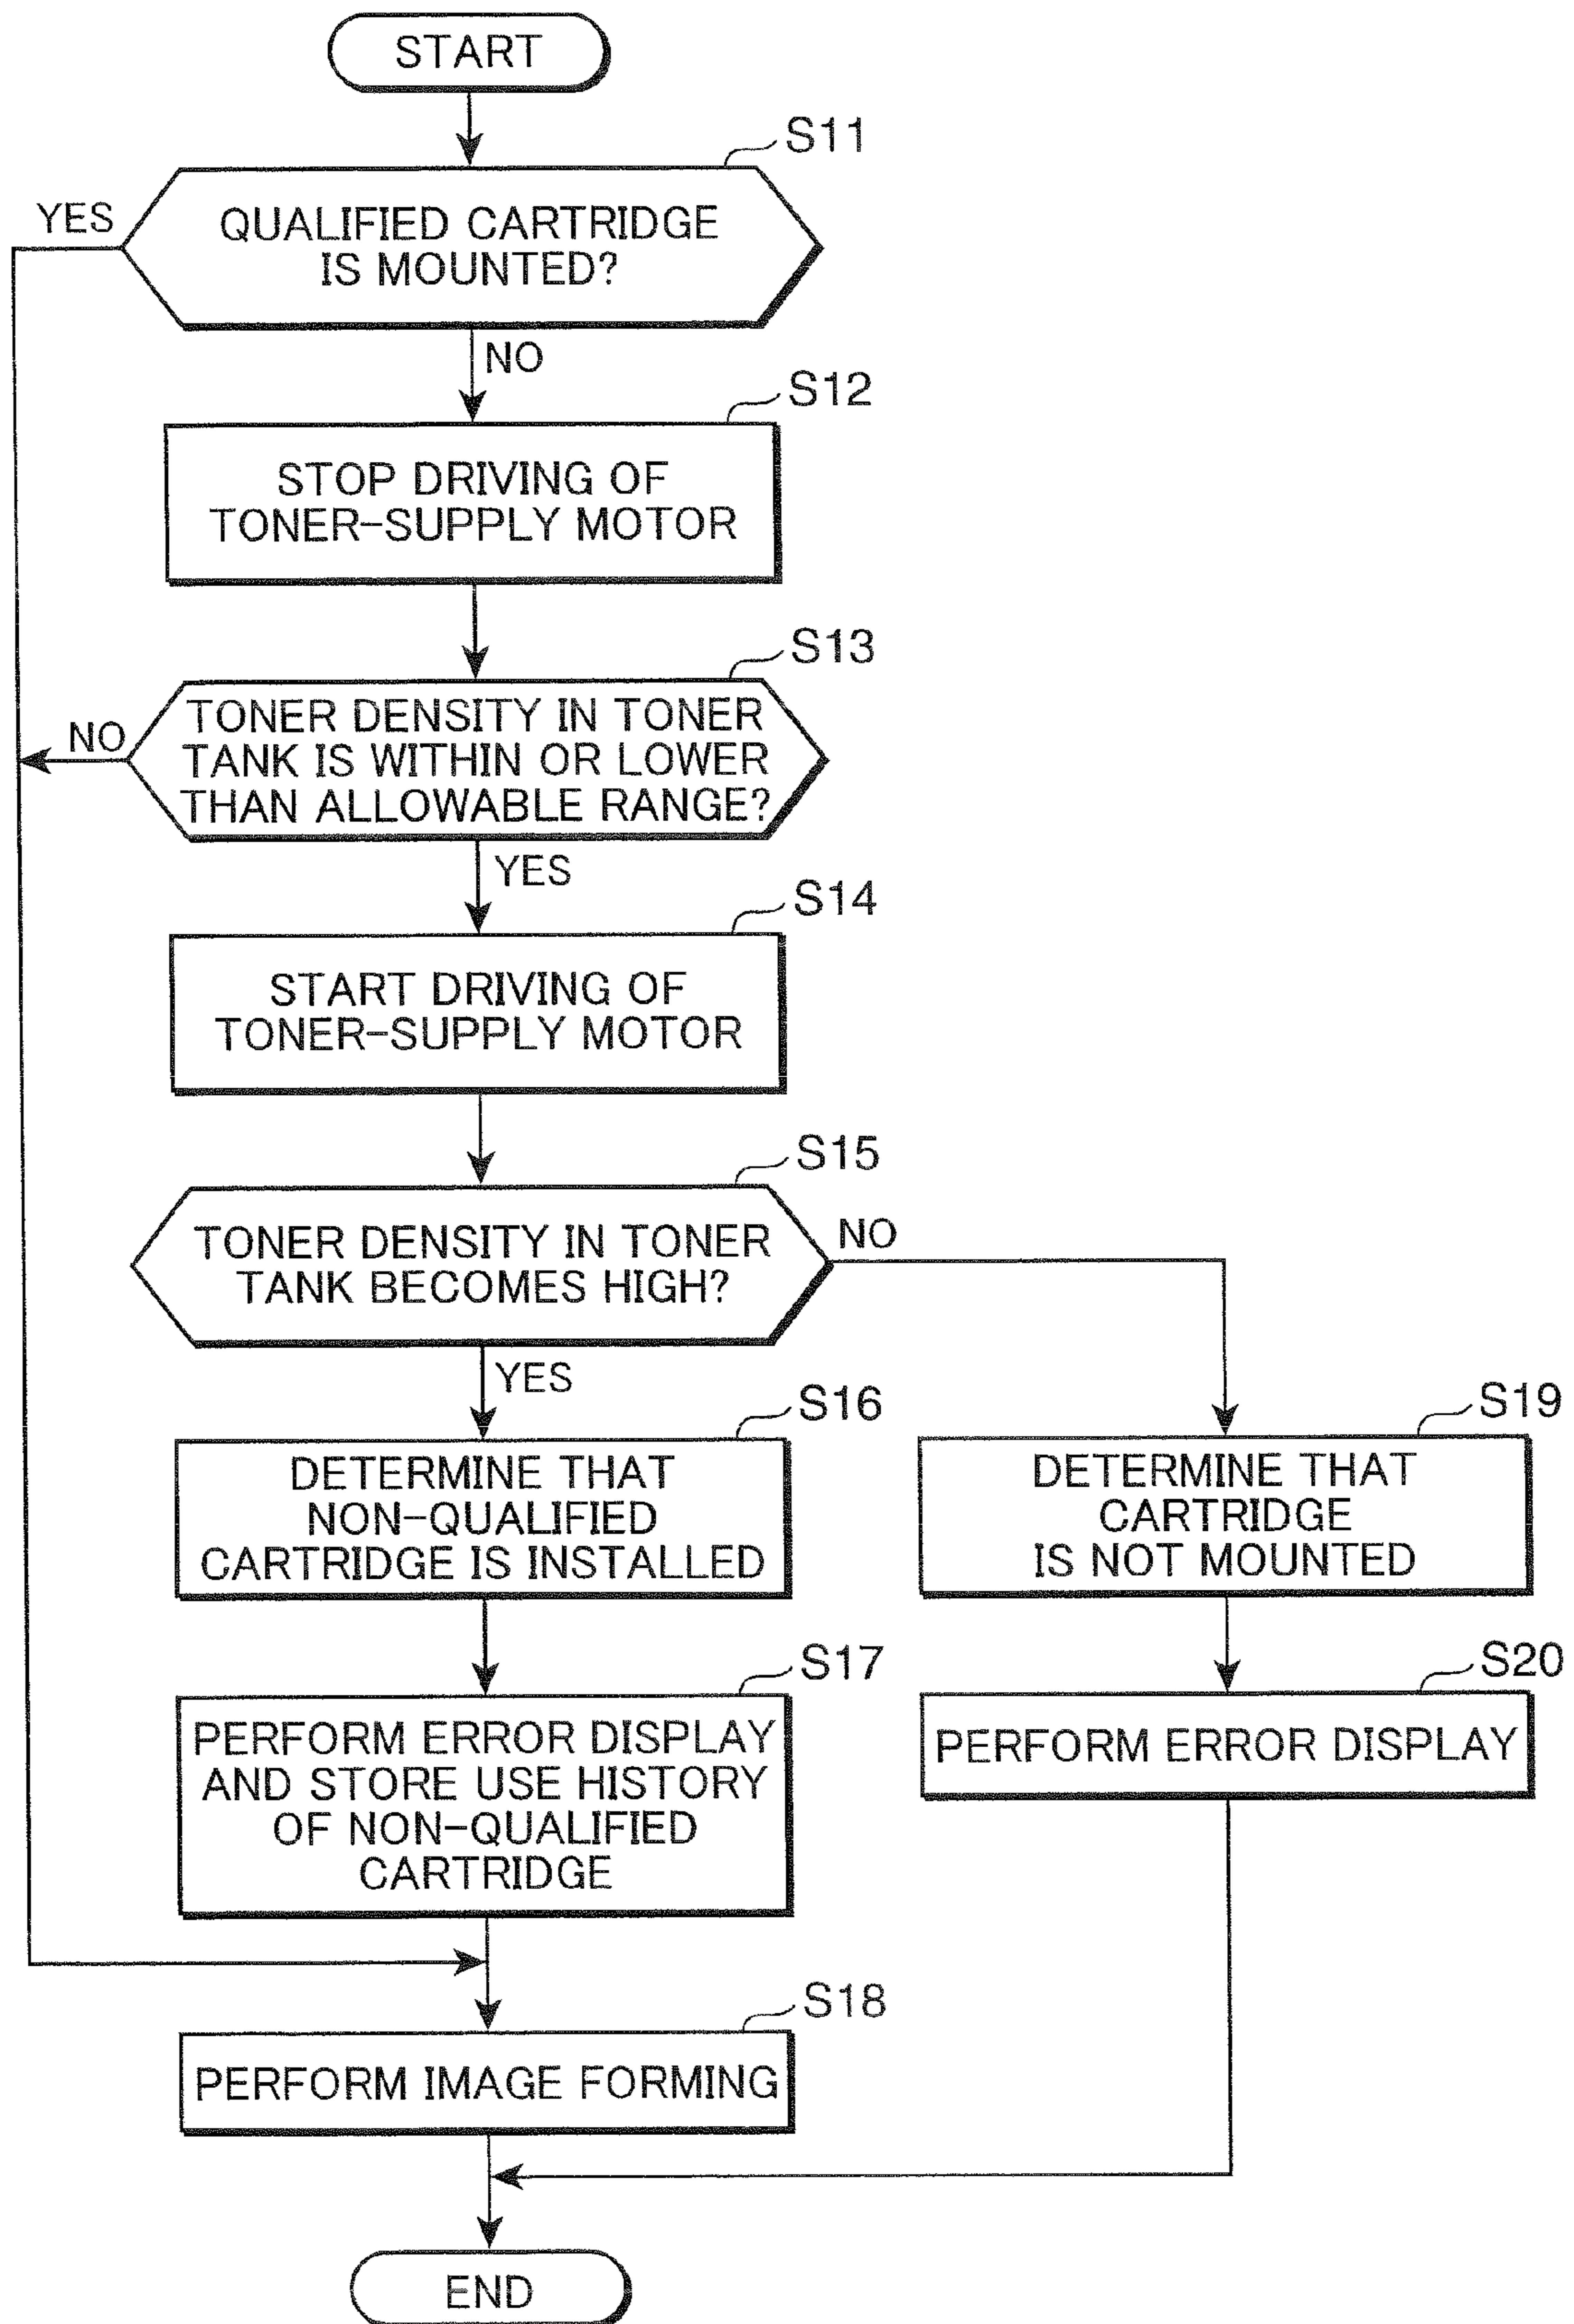 START
S11
YES
QUALIFIED CARTRIDGE
IS MOUNTED?
NO
S12
STOP DRIVING OF
TONER-SUPPLY MOTOR
S13
NO
TONER DENSITY IN TONER
TANK IS WITHIN OR LOWER
THAN ALLOWABLE RANGE?
YES
S14
START DRIVING OF
TONER-SUPPLY MOTOR
S15
TONER DENSITY IN TONER
TANK BECOMES HIGH?
NO
YES
S16
DETERMINE THAT
NON-QUALIFIED
CARTRIDGE IS INSTALLED
S19
DETERMINE THAT
CARTRIDGE
IS NOT MOUNTED
S17
PERFORM ERROR DISPLAY
AND STORE USE HISTORY
OF NON-QUALIFIED
CARTRIDGE
S20
PERFORM ERROR DISPLAY
S18
PERFORM IMAGE FORMING
END